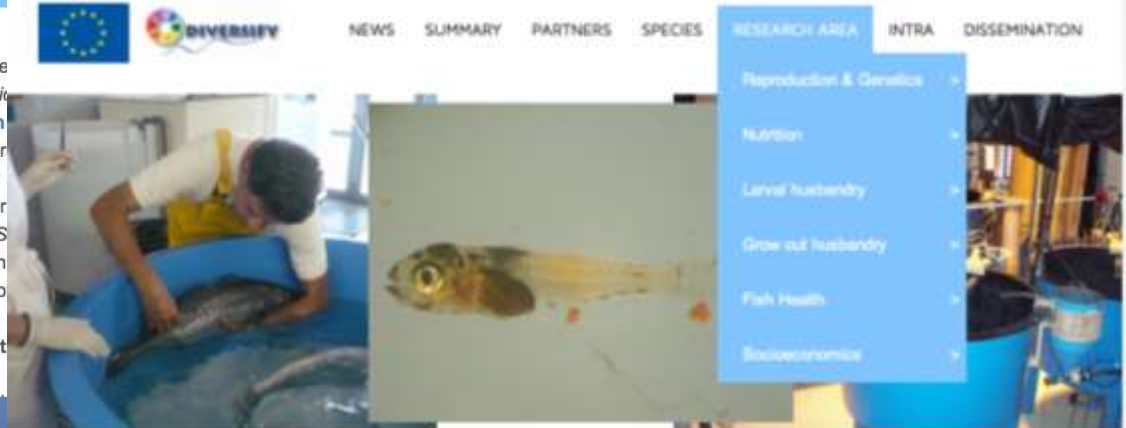 DIVERSIFY
NEWS SUMMARY PARTNERS SPECIES RESEARCH AREA INTRA DISSEMINATION
Reproduction & Genetics >
Nutrition >
Larval husbandry >
Grow out husbandry >
Fish Health >
Socioeconomics >